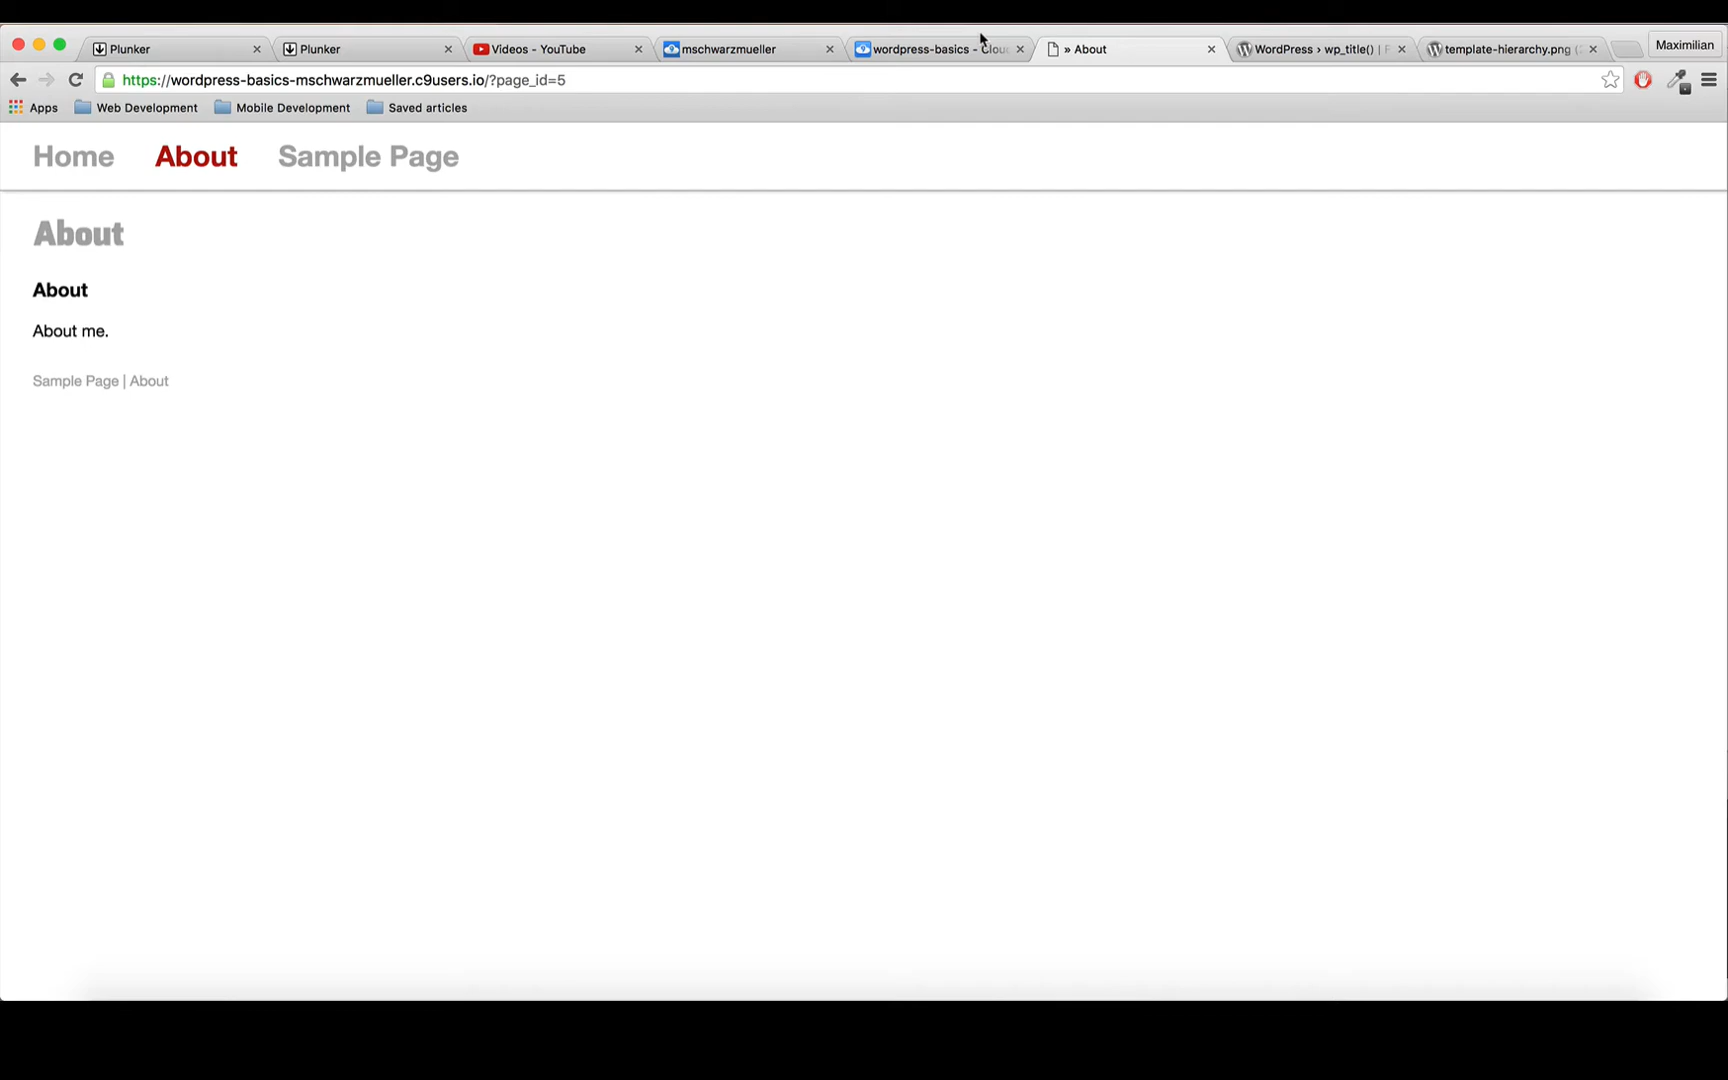 Plunker
Plunker
Videos - YouTube
mschwarzmueller
wordpress-basics - Clou
» About
WordPress › wp_title() | F
template-hierarchy.png (2
Maximilian
https://wordpress-basics-mschwarzmueller.c9users.io/?page_id=5
Apps
Web Development
Mobile Development
Saved articles
Home
About
Sample Page
About
About
About me.
Sample Page | About